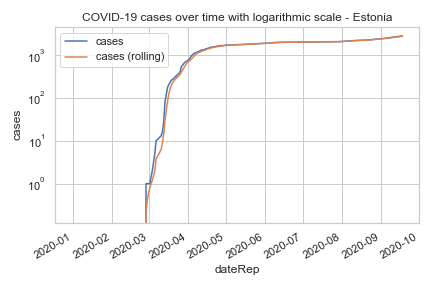 COVID-19 cases over time with logarithmic scale - Estonia
cases
cases (rolling)
10³
10²
10¹
10⁰
cases
2020-01
2020-02
2020-03
2020-04
2020-05
2020-06
2020-07
2020-08
2020-09
2020-10
dateRep